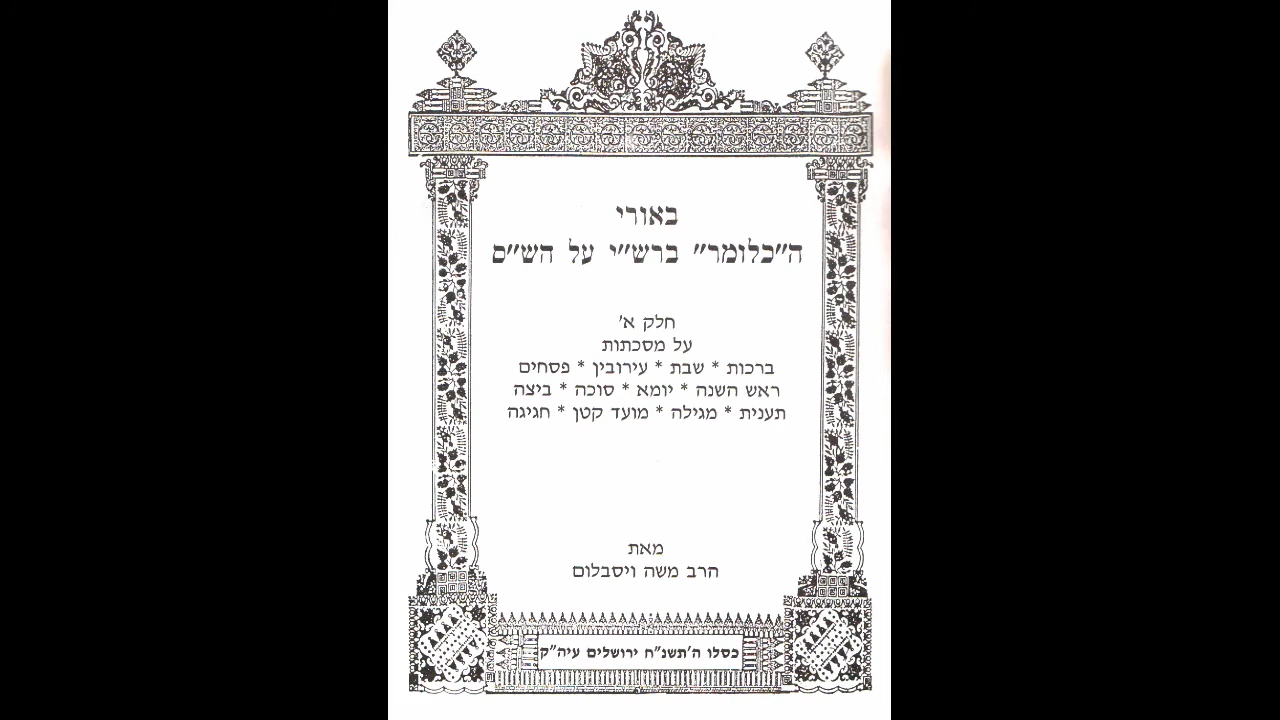 באורי
ה״כלומר״ ברש״י על הש״ס
חלק א׳
על מסכתות
ברכות * שבת * עירובין * פסחים
ראש השנה * יומא * סוכה * ביצה
תענית * מגילה * מועד קטן * חגיגה
מאת
הרב משה ויסבלום
כסלו ה׳תשנ״ח ירושלים עיה״ק